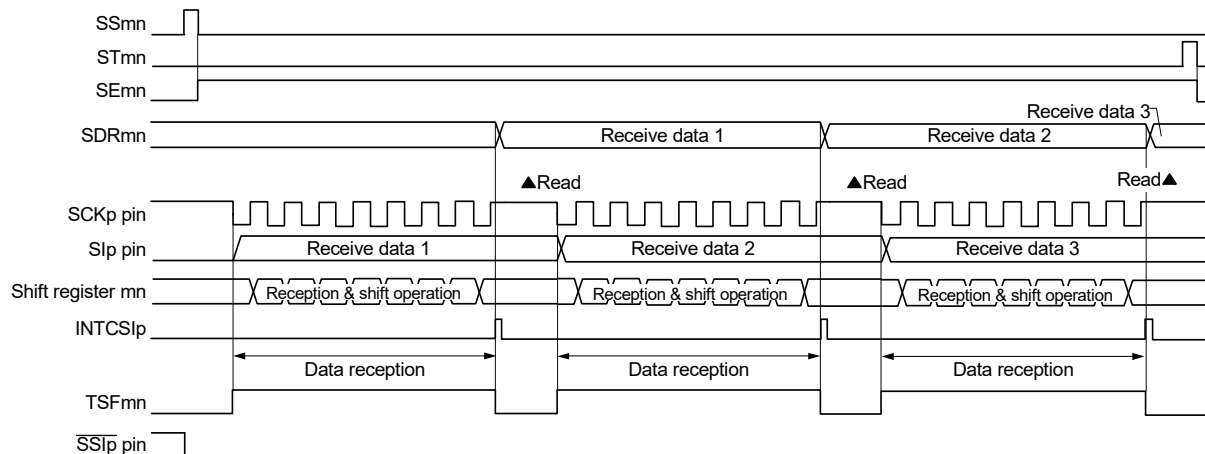 SSmn
STmn
SEmn
Receive data 3
SDRmn
Receive data 1
Receive data 2
▲Read
▲Read
Read▲
SCKp pin
SIp pin
Receive data 1
Receive data 2
Receive data 3
Shift register mn
Reception & shift operation
Reception & shift operation
Reception & shift operation
INTCSIp
Data reception
Data reception
Data reception
TSFmn
SSIp pin